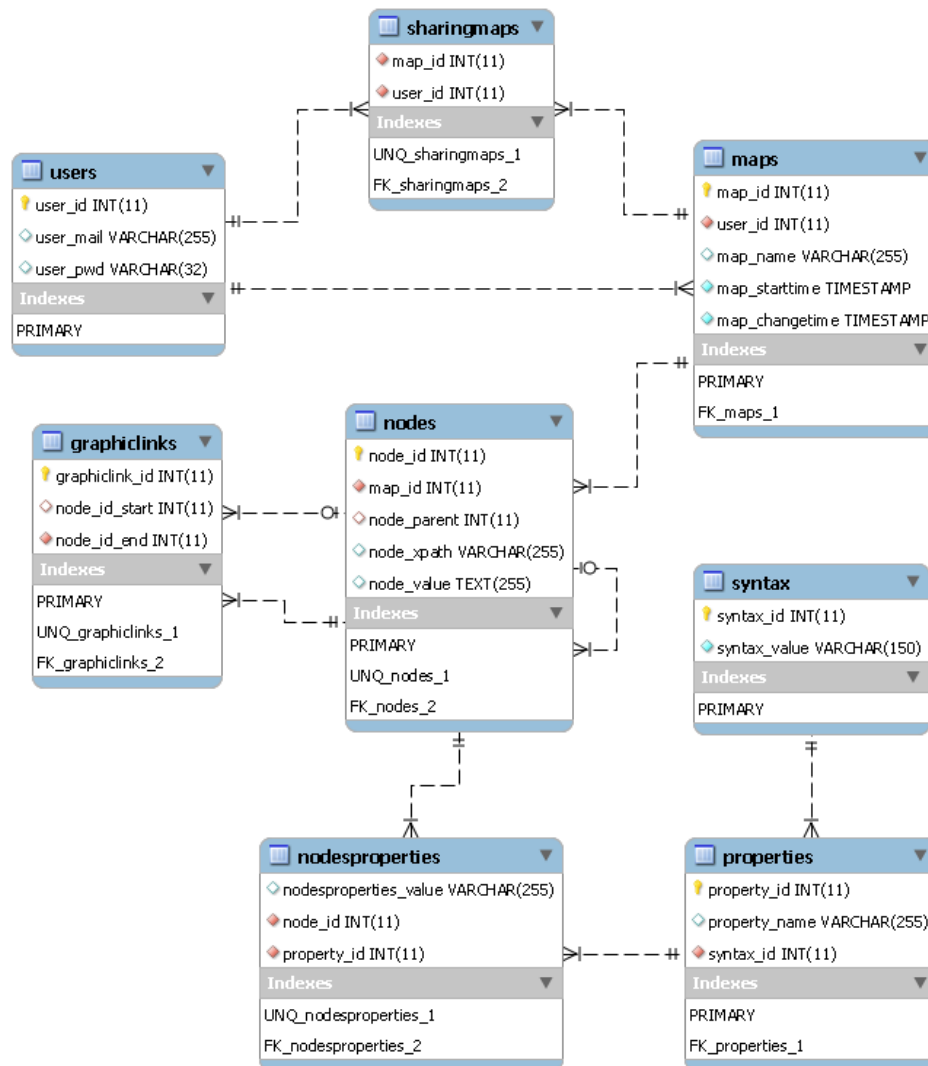 sharingmaps
map_id INT(11)
user_id INT(11)
Indexes
UNQ_sharingmaps_1
FK_sharingmaps_2
users
user_id INT(11)
user_mail VARCHAR(255)
user_pwd VARCHAR(32)
Indexes
PRIMARY
maps
map_id INT(11)
user_id INT(11)
map_name VARCHAR(255)
map_starttime TIMESTAMP
map_changetime TIMESTAMP
Indexes
PRIMARY
FK_maps_1
graphiclinks
graphiclink_id INT(11)
node_id_start INT(11)
node_id_end INT(11)
Indexes
PRIMARY
UNQ_graphiclinks_1
FK_graphiclinks_2
nodes
node_id INT(11)
map_id INT(11)
node_parent INT(11)
node_xpath VARCHAR(255)
node_value TEXT(255)
Indexes
PRIMARY
UNQ_nodes_1
FK_nodes_2
syntax
syntax_id INT(11)
syntax_value VARCHAR(150)
Indexes
PRIMARY
nodesproperties
nodesproperties_value VARCHAR(255)
node_id INT(11)
property_id INT(11)
Indexes
UNQ_nodesproperties_1
FK_nodesproperties_2
properties
property_id INT(11)
property_name VARCHAR(255)
syntax_id INT(11)
Indexes
PRIMARY
FK_properties_1